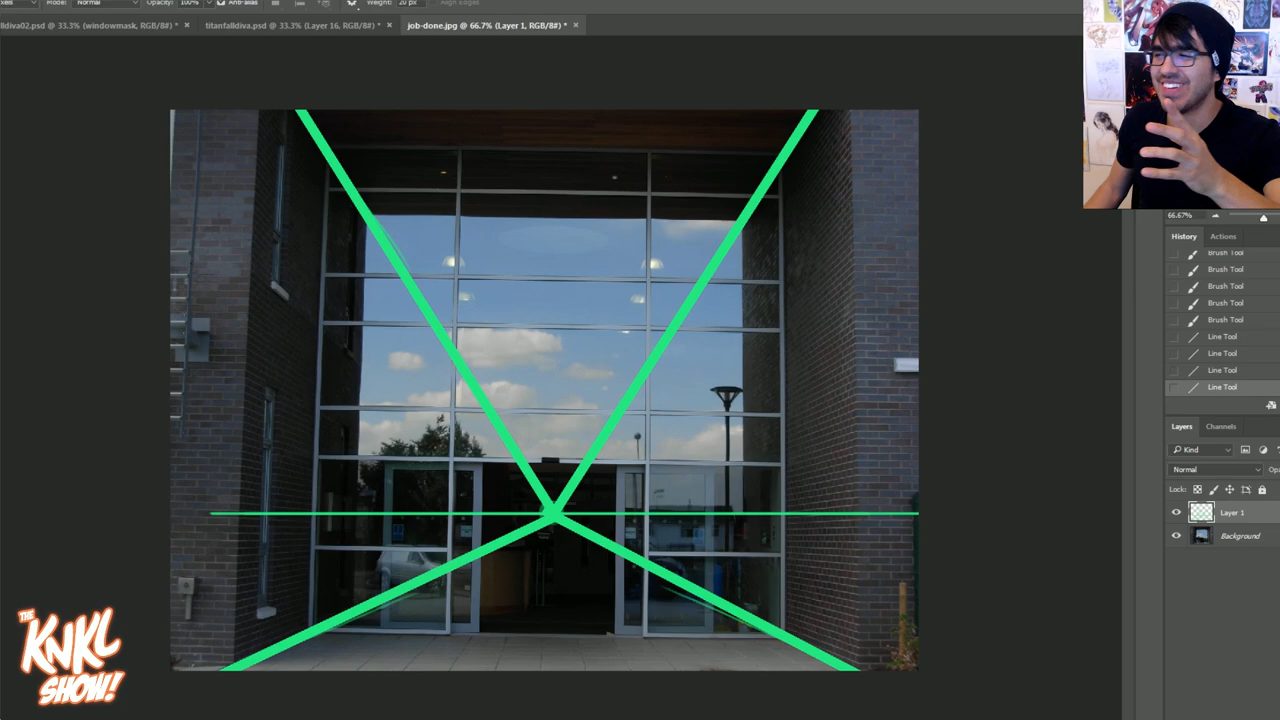 Mode: Normal Opacity: 100% Anti-alias Weight: 20 px Align Edges
lldiva02.psd @ 33.3% (windowmask, RGB/8#) * × titanfalldiva.psd @ 33.3% (Layer 16, RGB/8#) * × job-done.jpg @ 66.7% (Layer 1, RGB/8#) * ×
66.67%
History Actions
Brush Tool
Brush Tool
Brush Tool
Brush Tool
Brush Tool
Line Tool
Line Tool
Line Tool
Line Tool
Layers Channels
Kind
Normal
Lock:
Layer 1
Background
THE
KNKL
SHOW!